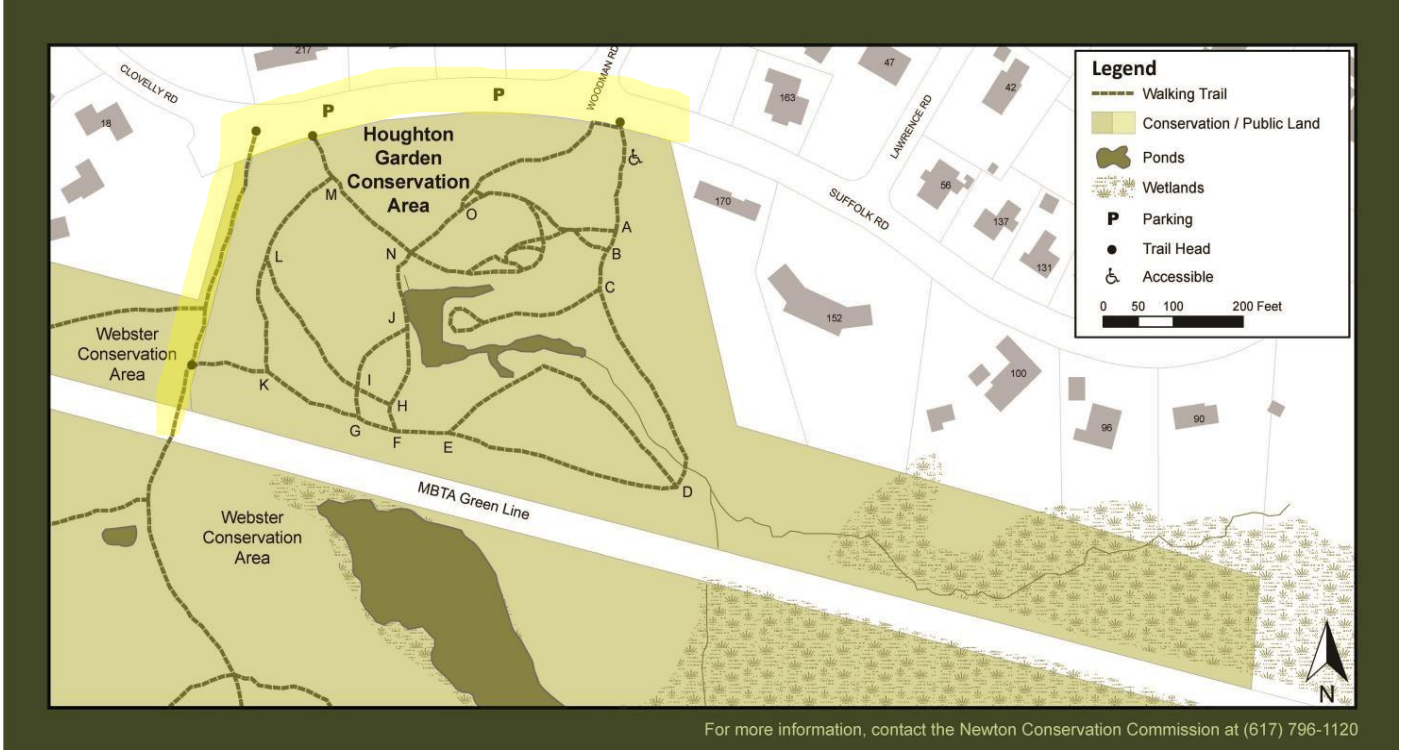 217
CLOVELLY RD
WOODMAN RD
18
P
P
47
163
42
LAWRENCE RD
Houghton
Garden
Conservation
Area
M
O
A
B
N
L
C
170
56
137
131
SUFFOLK RD
Legend
Walking Trail
Conservation / Public Land
Ponds
Wetlands
P Parking
Trail Head
Accessible
0 50 100 200 Feet
J
152
Webster
Conservation
Area
K
I
H
G
F
E
D
100
96
90
MBTA Green Line
Webster
Conservation
Area
N
For more information, contact the Newton Conservation Commission at (617) 796-1120